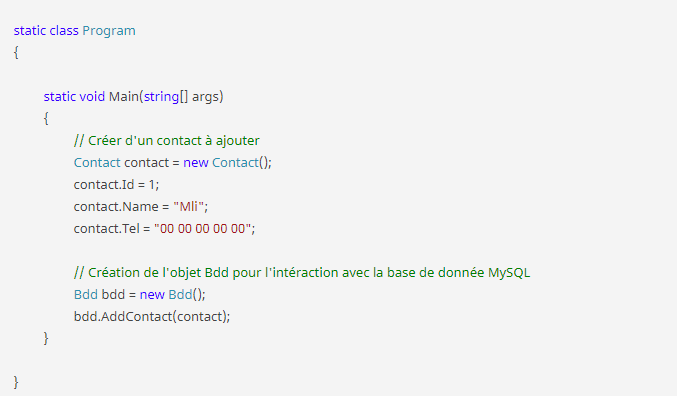 static class Program
{
static void Main(string[] args)
{
// Créer d'un contact à ajouter
Contact contact = new Contact();
contact.Id = 1;
contact.Name = "Mli";
contact.Tel = "00 00 00 00 00";
// Création de l'objet Bdd pour l'intéraction avec la base de donnée MySQL
Bdd bdd = new Bdd();
bdd.AddContact(contact);
}
}